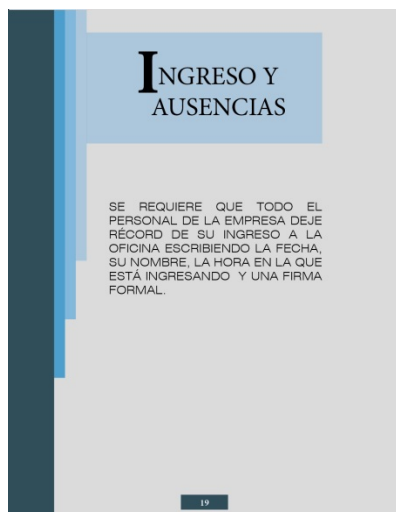 INGRESO Y
AUSENCIAS
SE REQUIERE QUE TODO EL
PERSONAL DE LA EMPRESA DEJE
RÉCORD DE SU INGRESO A LA
OFICINA ESCRIBIENDO LA FECHA,
SU NOMBRE, LA HORA EN LA QUE
ESTÁ INGRESANDO Y UNA FIRMA
FORMAL.
19